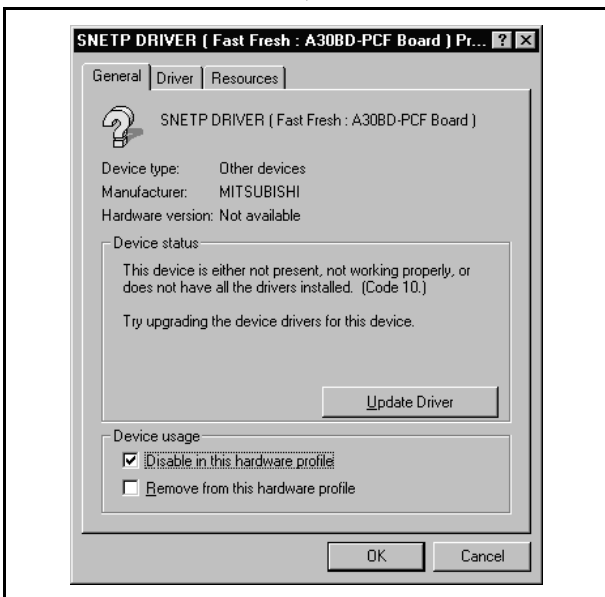 SNETP DRIVER ( Fast Fresh : A30BD-PCF Board ) Pr...
General Driver Resources
SNETP DRIVER ( Fast Fresh : A30BD-PCF Board )
Device type: Other devices
Manufacturer: MITSUBISHI
Hardware version: Not available
Device status
This device is either not present, not working properly, or
does not have all the drivers installed. (Code 10.)
Try upgrading the device drivers for this device.
Update Driver
Device usage
Disable in this hardware profile
Remove from this hardware profile
OK Cancel